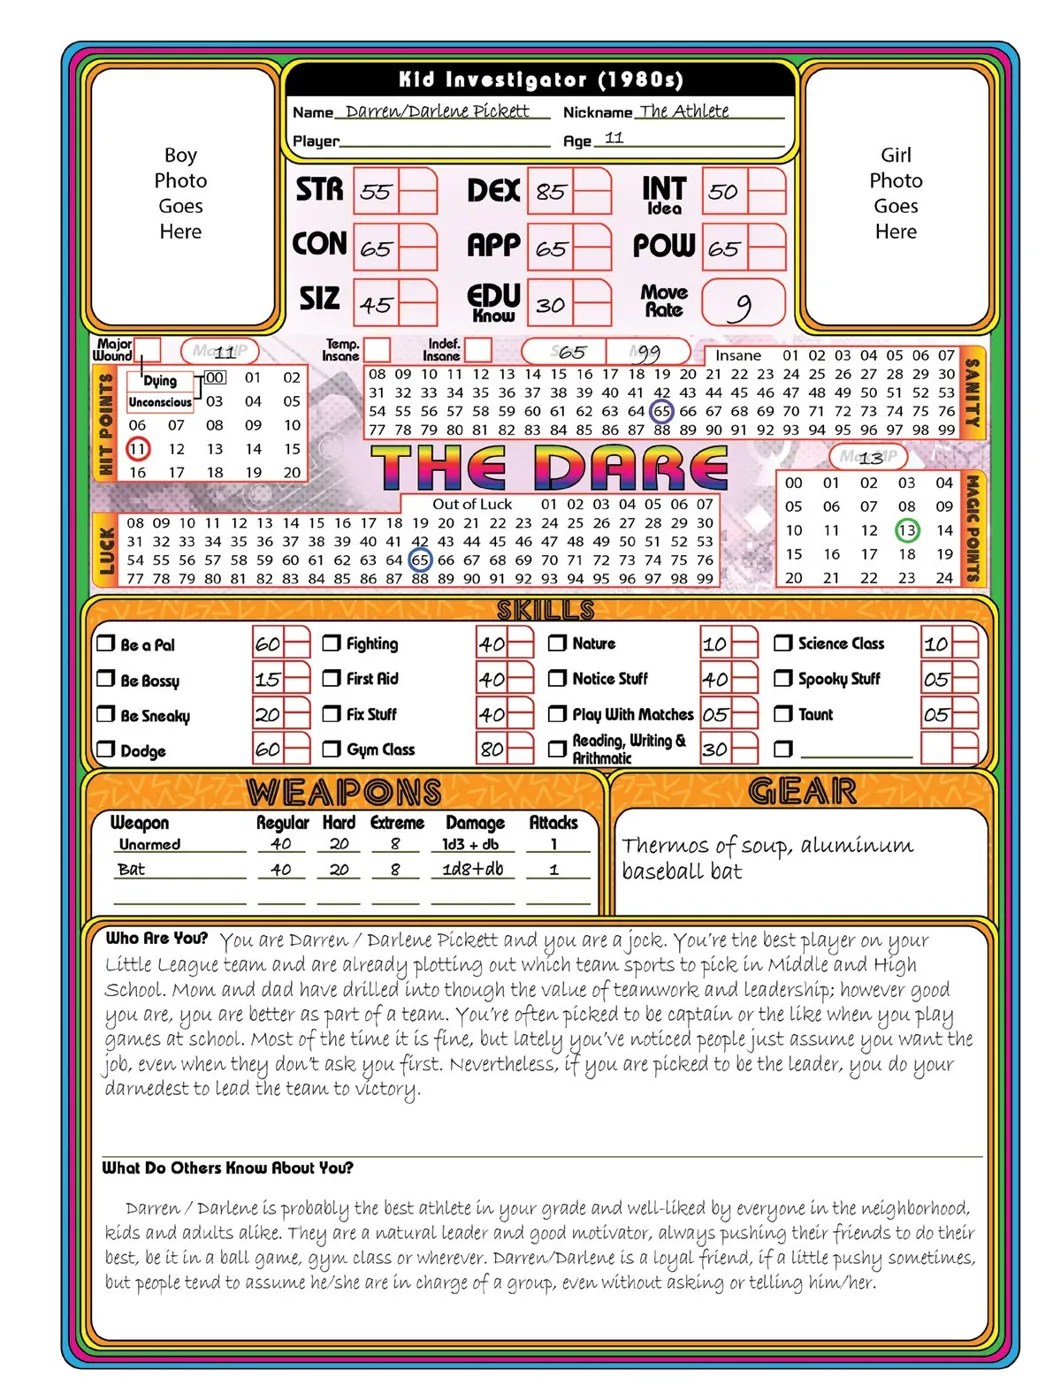 Kid Investigator (1980s)
Name Darren/Darlene Pickett Nickname The Athlete
Player Age 11
Boy
Photo
Goes
Here
Girl
Photo
Goes
Here
STR 55 DEX 85 INT Idea 50
CON 65 APP 65 POW 65
SIZ 45 EDU Know 30 Move Rate 9
Major Wound 11
Temp. Insane Indef. Insane 65 99
HIT POINTS
Dying 00 01 02
Unconscious 03 04 05
06 07 08 09 10
11 12 13 14 15
16 17 18 19 20
SANITY
Insane 01 02 03 04 05 06 07
08 09 10 11 12 13 14 15 16 17 18 19 20 21 22 23 24 25 26 27 28 29 30
31 32 33 34 35 36 37 38 39 40 41 42 43 44 45 46 47 48 49 50 51 52 53
54 55 56 57 58 59 60 61 62 63 64 65 66 67 68 69 70 71 72 73 74 75 76
77 78 79 80 81 82 83 84 85 86 87 88 89 90 91 92 93 94 95 96 97 98 99
THE DARE
13
MAGIC POINTS
00 01 02 03 04
05 06 07 08 09
10 11 12 13 14
15 16 17 18 19
20 21 22 23 24
LUCK
Out of Luck 01 02 03 04 05 06 07
08 09 10 11 12 13 14 15 16 17 18 19 20 21 22 23 24 25 26 27 28 29 30
31 32 33 34 35 36 37 38 39 40 41 42 43 44 45 46 47 48 49 50 51 52 53
54 55 56 57 58 59 60 61 62 63 64 65 66 67 68 69 70 71 72 73 74 75 76
77 78 79 80 81 82 83 84 85 86 87 88 89 90 91 92 93 94 95 96 97 98 99
SKILLS
Be a Pal 60 Fighting 40 Nature 10 Science Class 10
Be Bossy 15 First Aid 40 Notice Stuff 40 Spooky Stuff 05
Be Sneaky 20 Fix Stuff 40 Play With Matches 05 Taunt 05
Dodge 60 Gym Class 80 Reading, Writing & Arithmatic 30
WEAPONS
Weapon Regular Hard Extreme Damage Attacks
Unarmed 40 20 8 1d3 + db 1
Bat 40 20 8 1d8+db 1
GEAR
Thermos of soup, aluminum
baseball bat
Who Are You? You are Darren / Darlene Pickett and you are a jock. You're the best player on your
Little League team and are already plotting out which team sports to pick in Middle and High
School. Mom and dad have drilled into though the value of teamwork and leadership; however good
you are, you are better as part of a team. You're often picked to be captain or the like when you play
games at school. Most of the time it is fine, but lately you've noticed people just assume you want the
job, even when they don't ask you first. Nevertheless, if you are picked to be the leader, you do your
darnedest to lead the team to victory.
What Do Others Know About You?
Darren / Darlene is probably the best athlete in your grade and well-liked by everyone in the neighborhood,
kids and adults alike. They are a natural leader and good motivator, always pushing their friends to do their
best, be it in a ball game, gym class or wherever. Darren/Darlene is a loyal friend, if a little pushy sometimes,
but people tend to assume he/she are in charge of a group, even without asking or telling him/her.